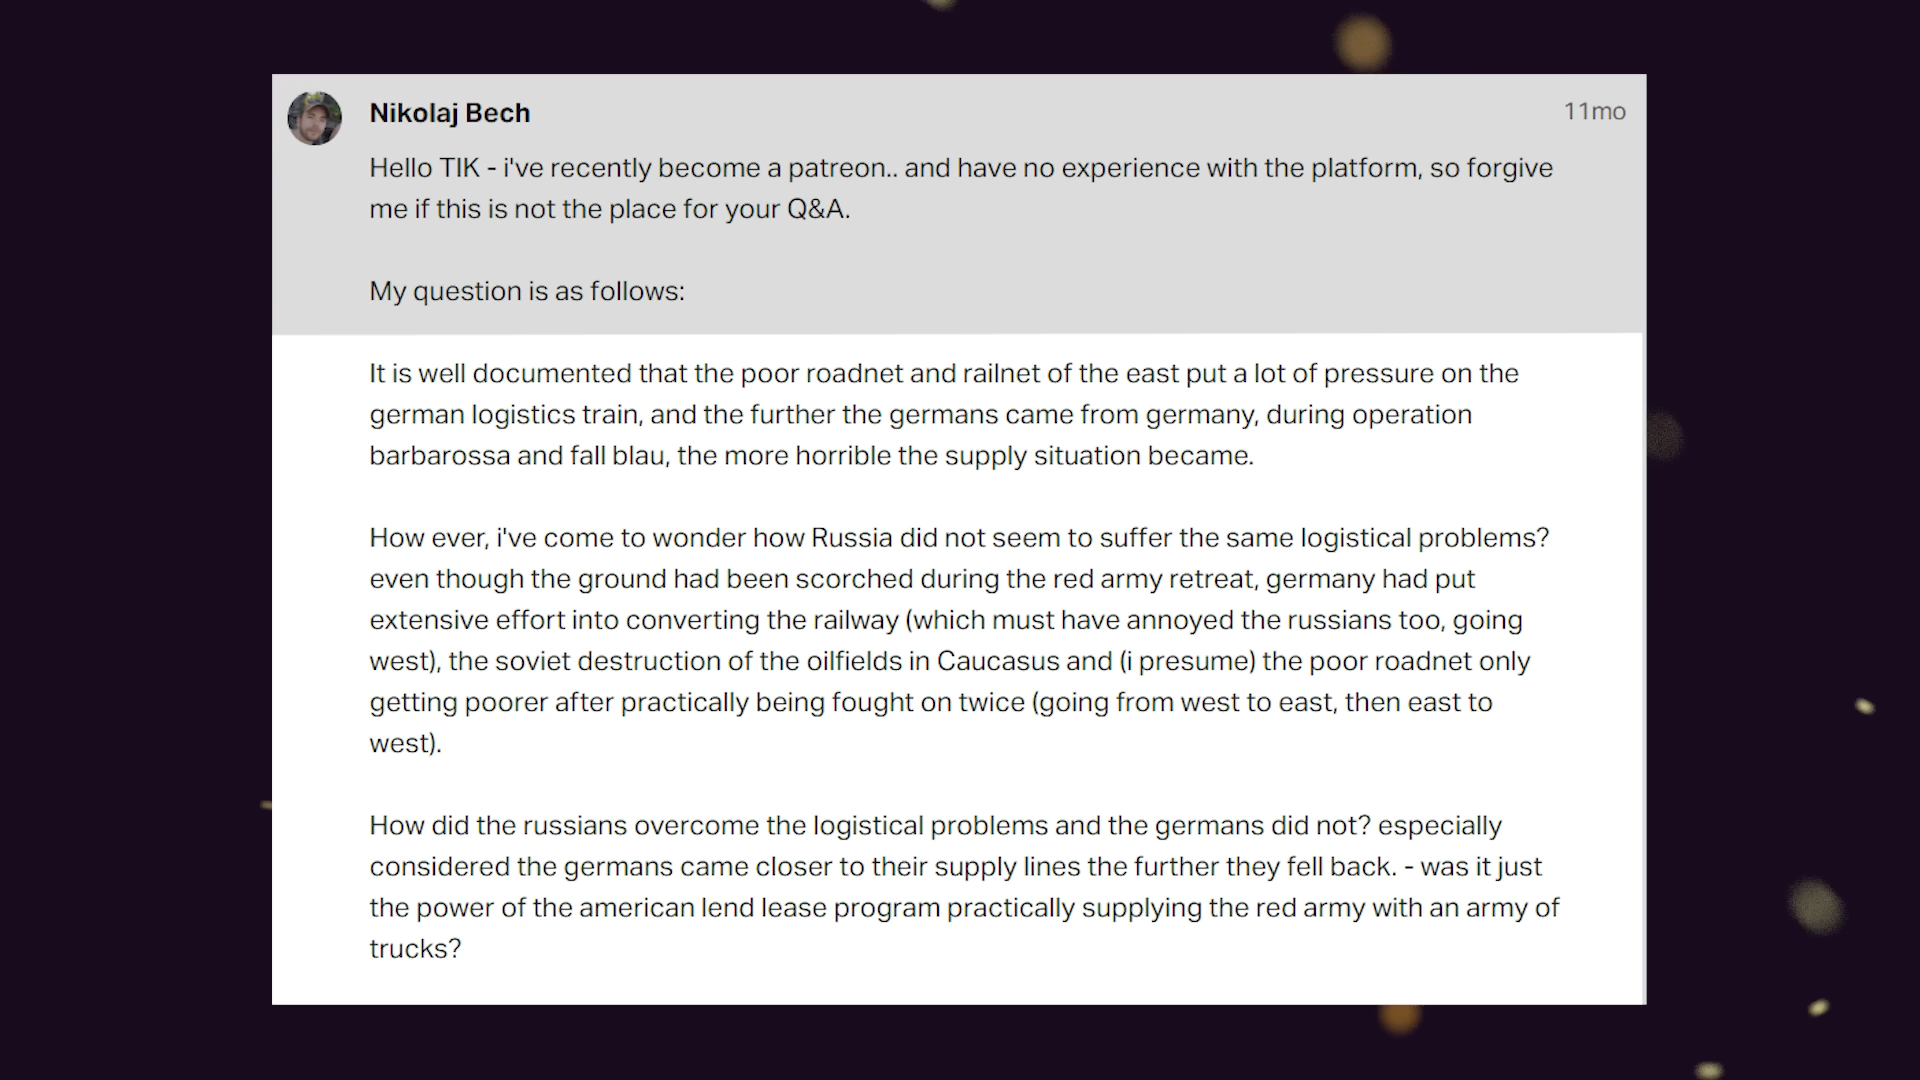 Nikolaj Bech
11mo
Hello TIK - i've recently become a patreon.. and have no experience with the platform, so forgive
me if this is not the place for your Q&A.
My question is as follows:
It is well documented that the poor roadnet and railnet of the east put a lot of pressure on the
german logistics train, and the further the germans came from germany, during operation
barbarossa and fall blau, the more horrible the supply situation became.
How ever, i've come to wonder how Russia did not seem to suffer the same logistical problems?
even though the ground had been scorched during the red army retreat, germany had put
extensive effort into converting the railway (which must have annoyed the russians too, going
west), the soviet destruction of the oilfields in Caucasus and (i presume) the poor roadnet only
getting poorer after practically being fought on twice (going from west to east, then east to
west).
How did the russians overcome the logistical problems and the germans did not? especially
considered the germans came closer to their supply lines the further they fell back. - was it just
the power of the american lend lease program practically supplying the red army with an army of
trucks?